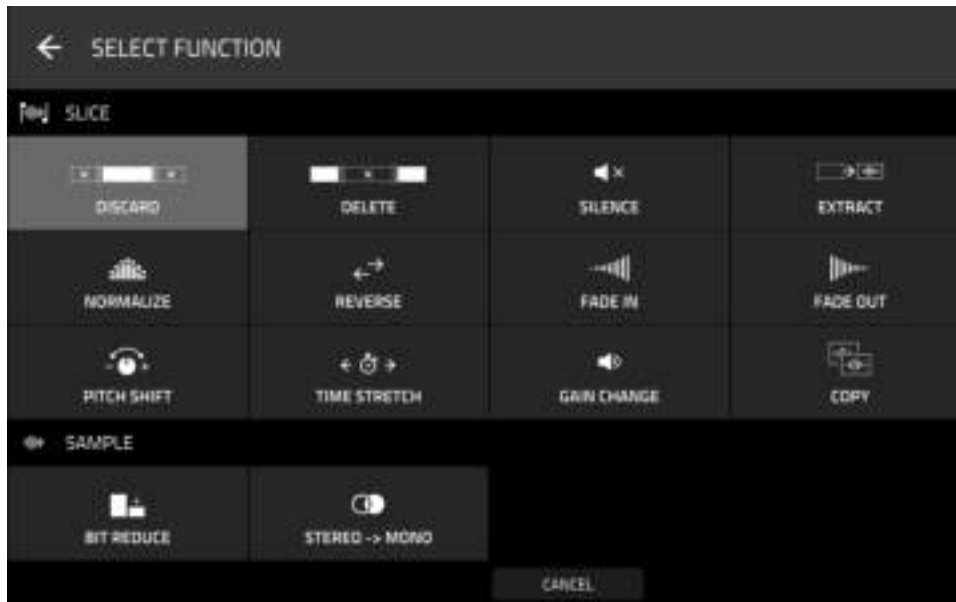 SELECT FUNCTION
SLICE
DISCARD DELETE SILENCE EXTRACT
NORMALIZE REVERSE FADE IN FADE OUT
PITCH SHIFT TIME STRETCH GAIN CHANGE COPY
SAMPLE
BIT REDUCE STEREO -> MONO
CANCEL